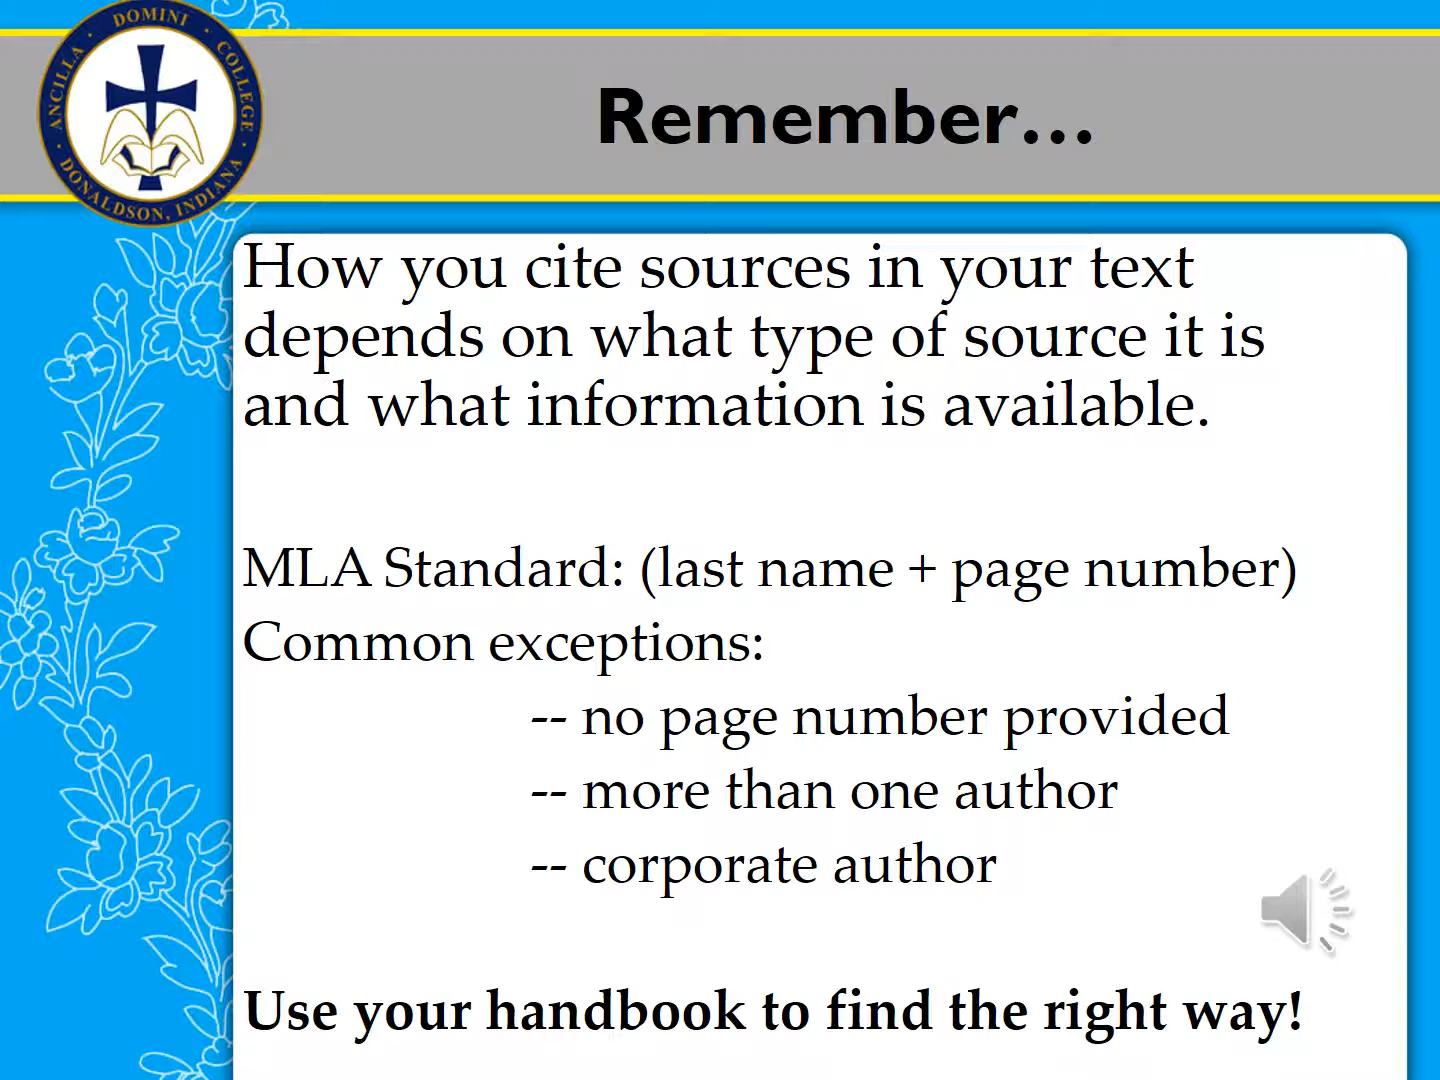 ANCILLA · DOMINI · COLLEGE ·
· DONALDSON, INDIANA
Remember...
How you cite sources in your text
depends on what type of source it is
and what information is available.
MLA Standard: (last name + page number)
Common exceptions:
-- no page number provided
-- more than one author
-- corporate author
Use your handbook to find the right way!